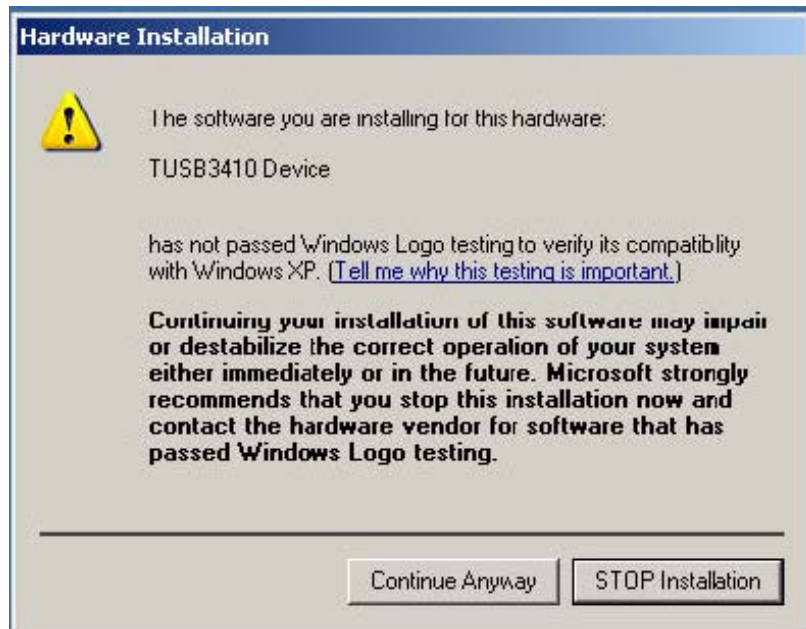 Hardware Installation
The software you are installing for this hardware:
TUSB3410 Device
has not passed Windows Logo testing to verify its compatiblity
with Windows XP. (Tell me why this testing is important.)
Continuing your installation of this software may impair
or destabilize the correct operation of your system
either immediately or in the future. Microsoft strongly
recommends that you stop this installation now and
contact the hardware vendor for software that has
passed Windows Logo testing.
Continue Anyway
STOP Installation